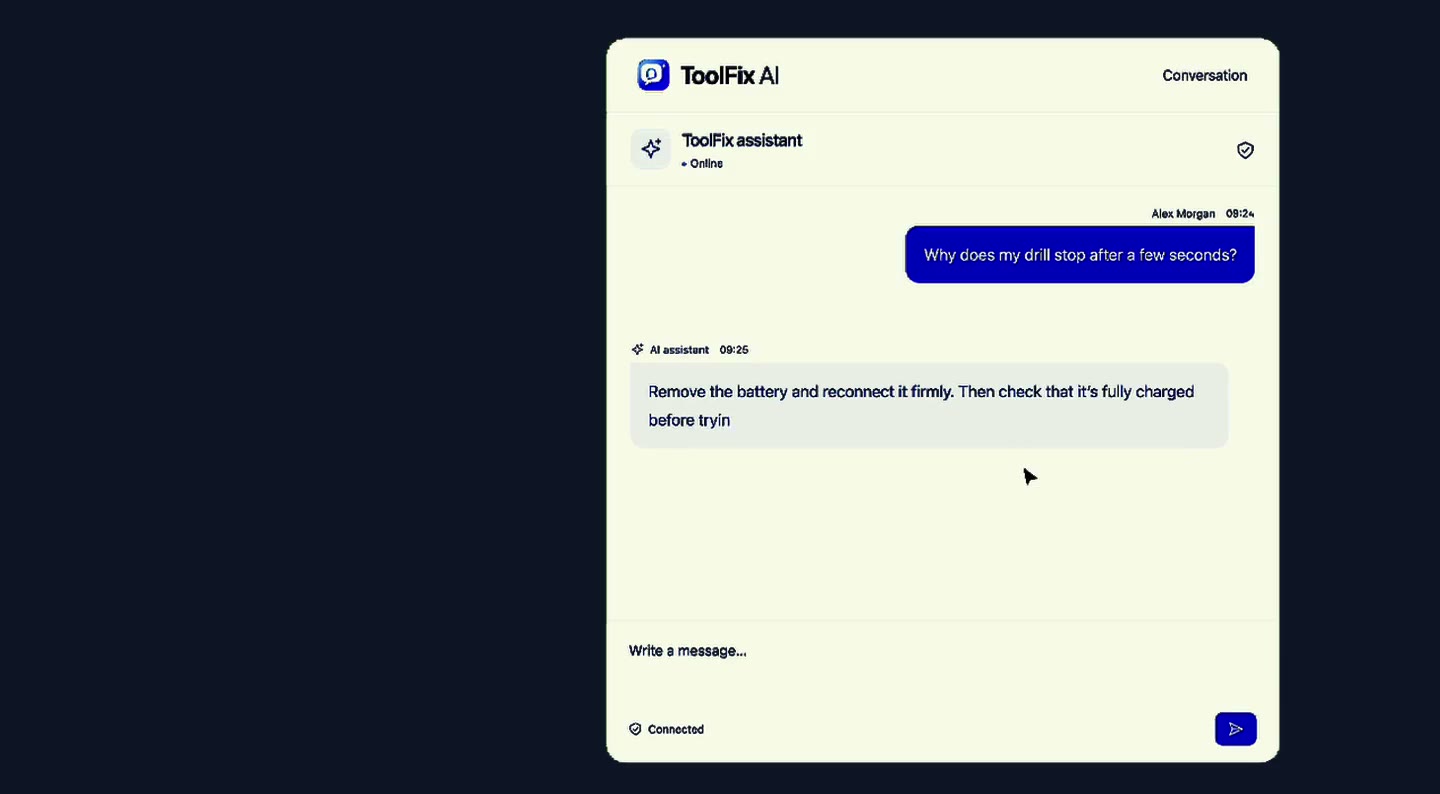 ToolFix AI
Conversation
ToolFix assistant
Online
Alex Morgan 09:24
Why does my drill stop after a few seconds?
AI assistant 09:25
Remove the battery and reconnect it firmly. Then check that it's fully charged
before tryin
Write a message...
Connected